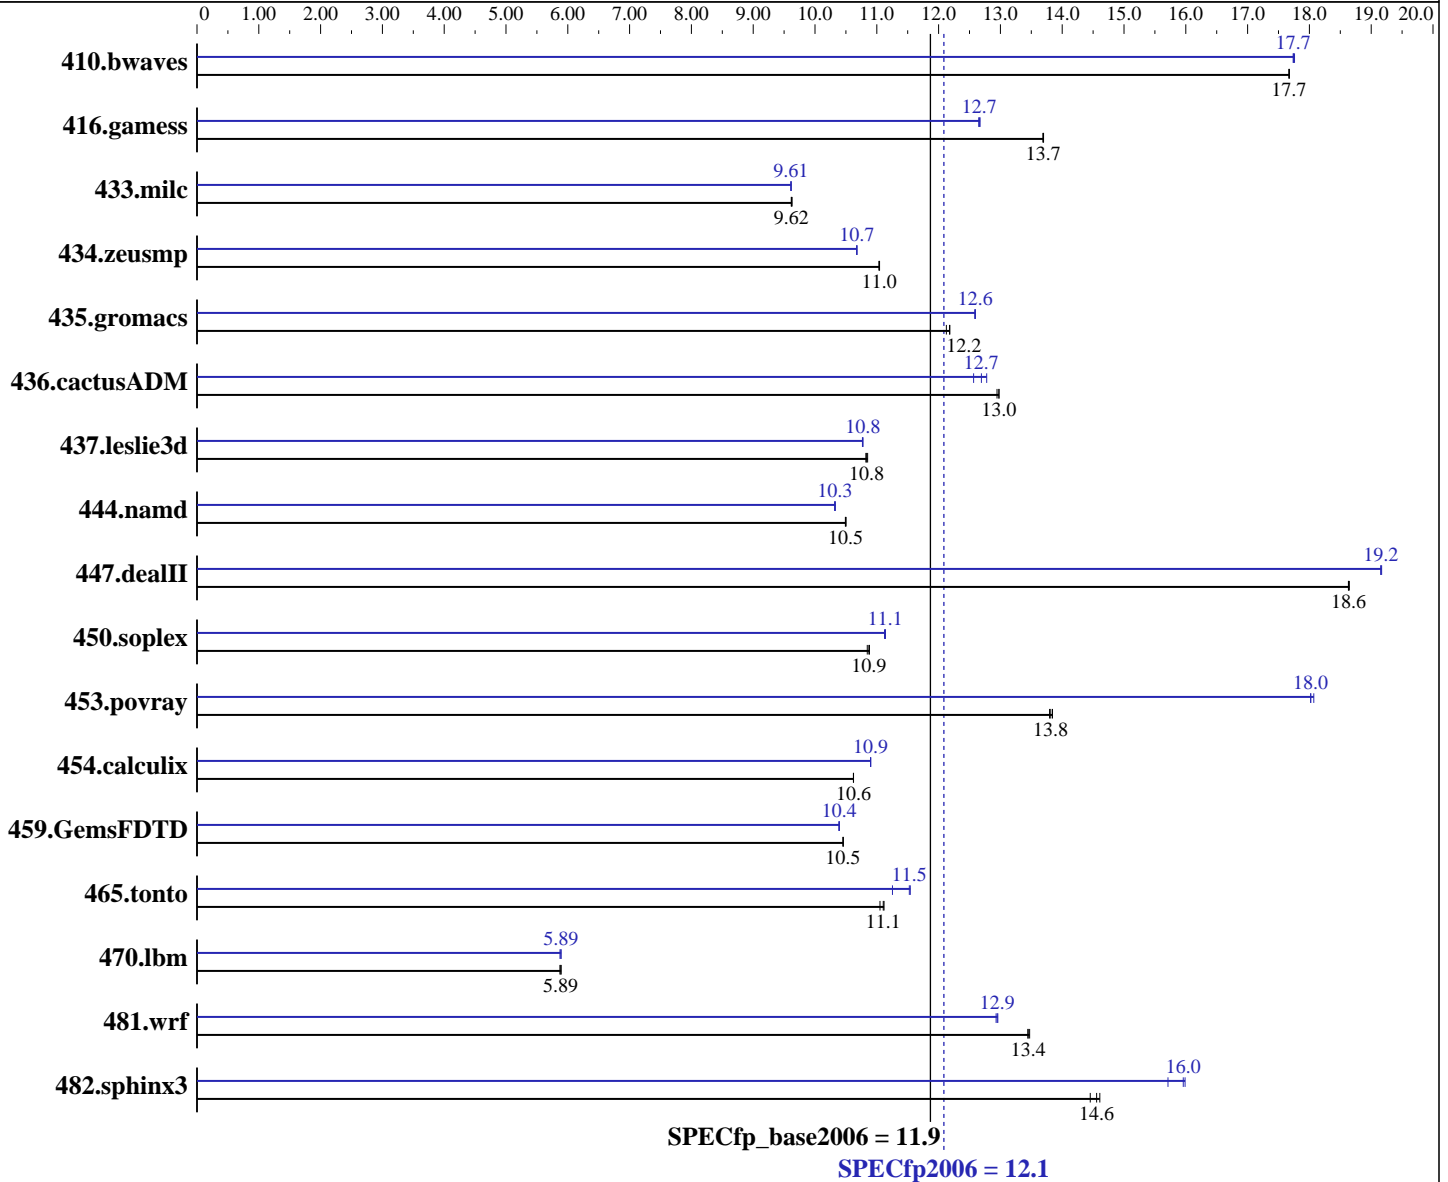 0 1.00 2.00 3.00 4.00 5.00 6.00 7.00 8.00 9.00 10.0 11.0 12.0 13.0 14.0 15.0 16.0 17.0 18.0 19.0 20.0
17.7
410.bwaves
17.7
12.7
416.gamess
13.7
9.61
433.milc
9.62
10.7
434.zeusmp
11.0
12.6
435.gromacs
12.2
12.7
436.cactusADM
13.0
10.8
437.leslie3d
10.8
10.3
444.namd
10.5
19.2
447.dealII
18.6
11.1
450.soplex
10.9
18.0
453.povray
13.8
10.9
454.calculix
10.6
10.4
459.GemsFDTD
10.5
11.5
465.tonto
11.1
5.89
470.lbm
5.89
12.9
481.wrf
13.4
16.0
482.sphinx3
14.6
SPECfp_base2006 = 11.9
SPECfp2006 = 12.1